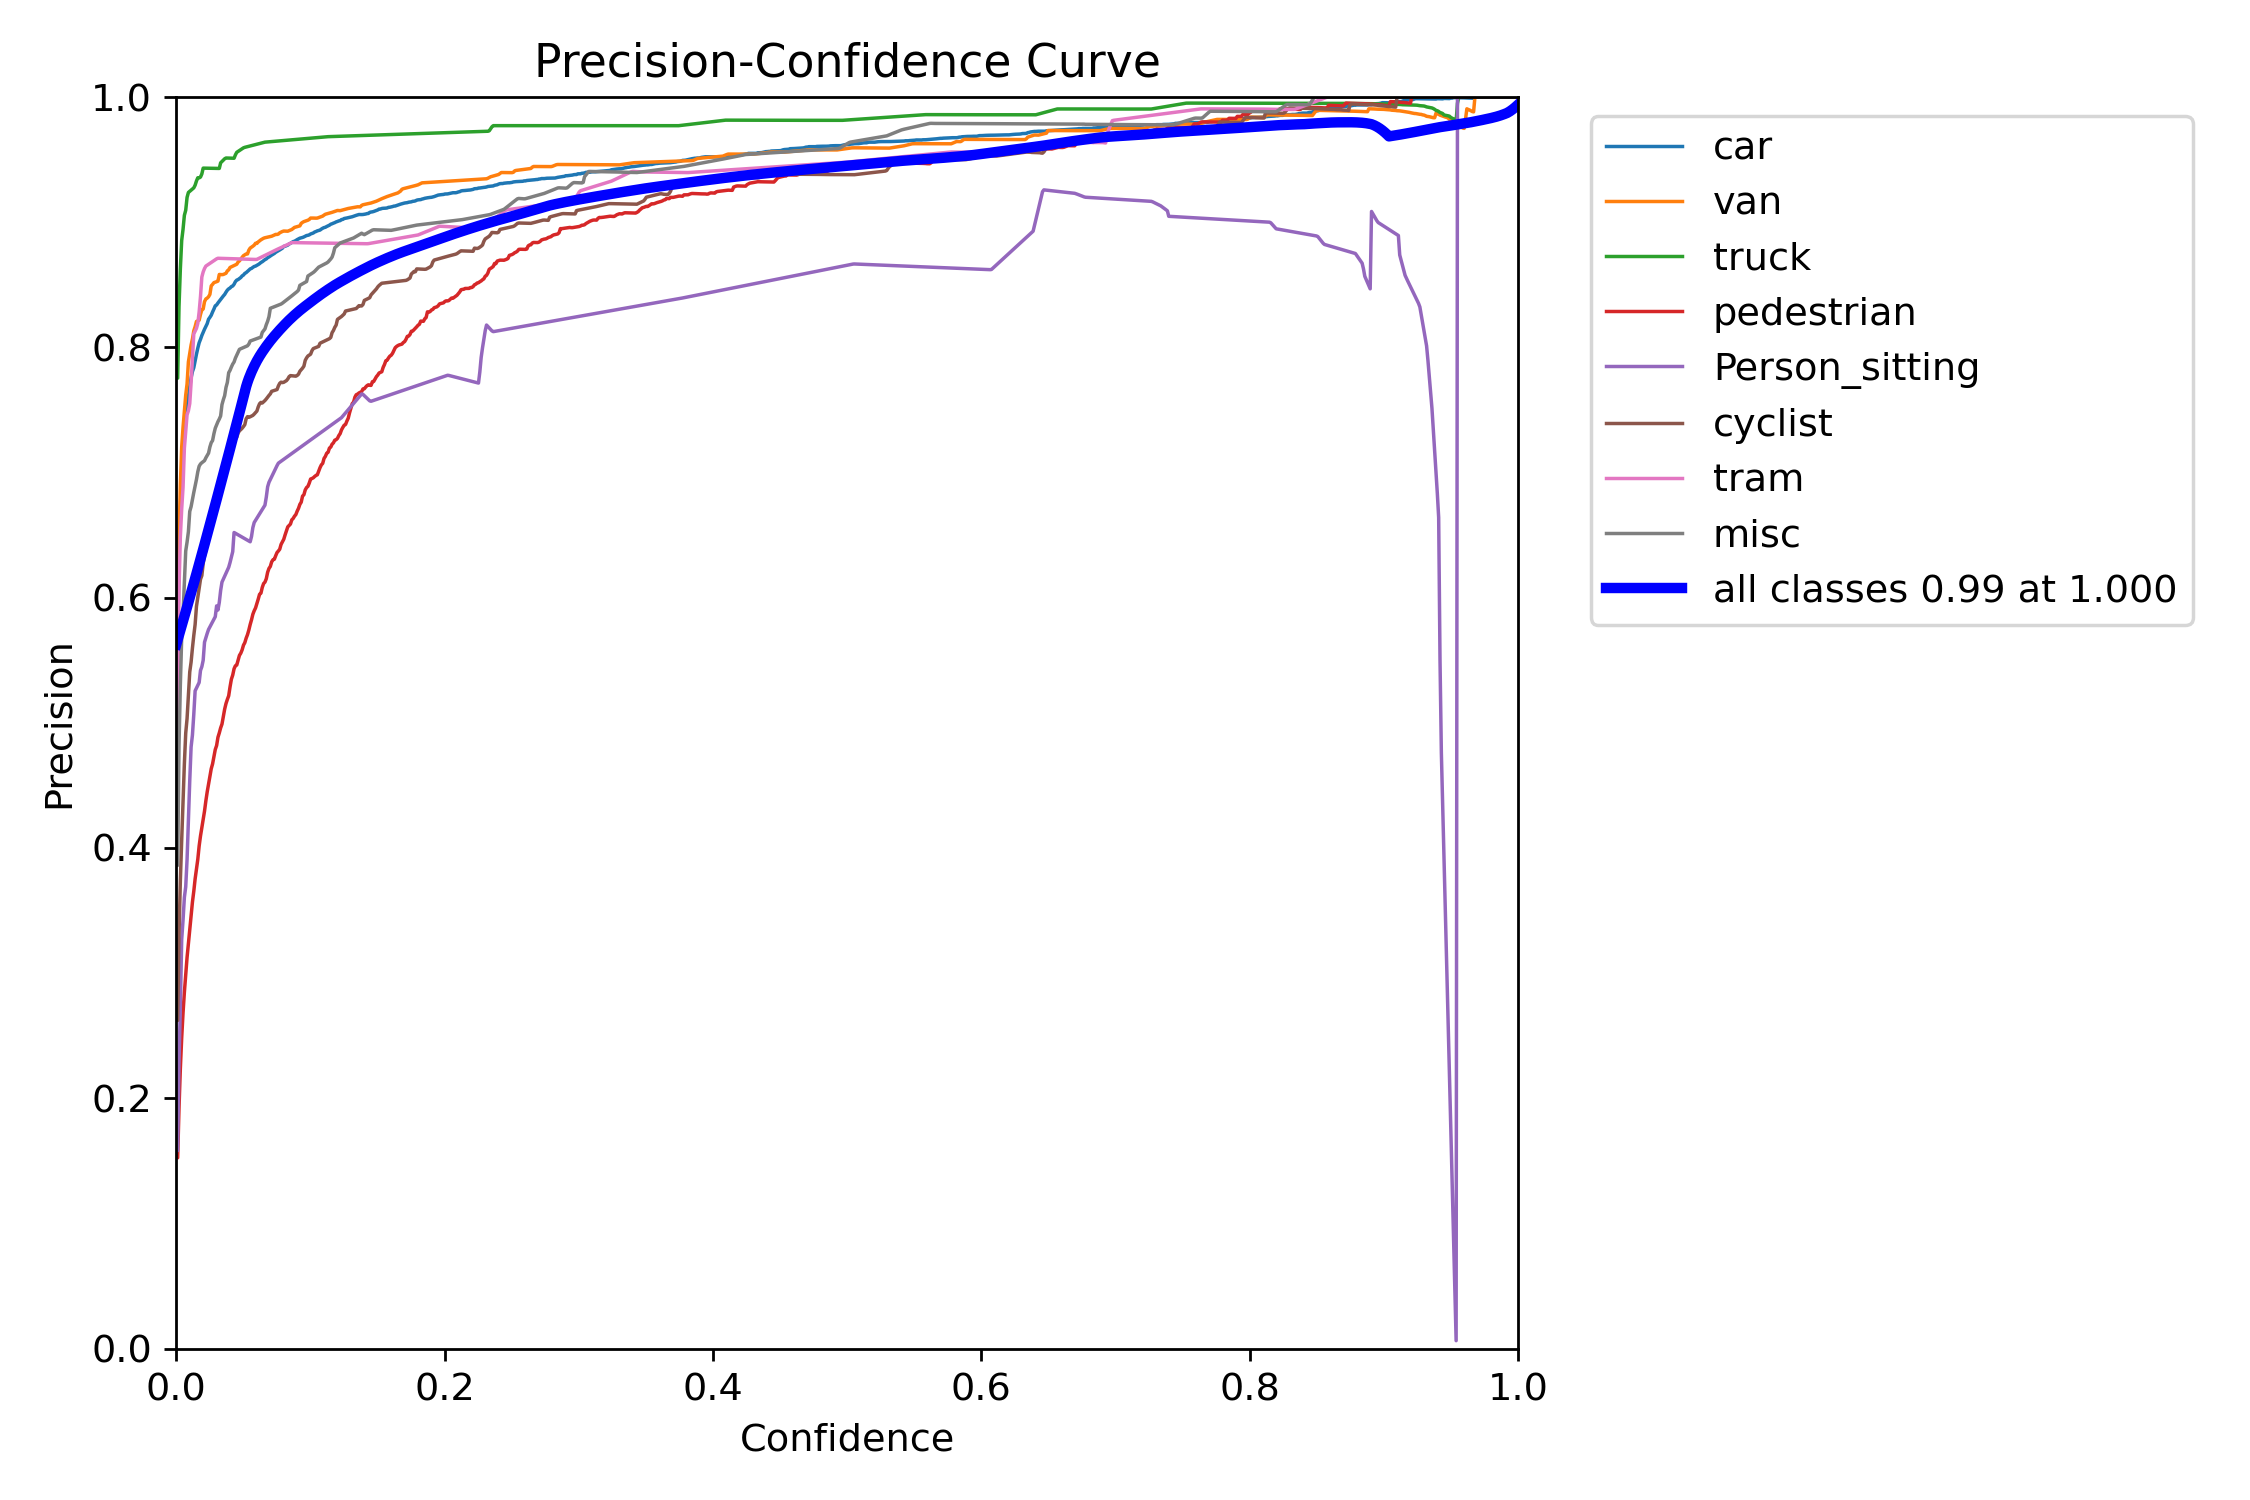 Precision-Confidence Curve
1.0
0.8
0.6
0.4
0.2
0.0
Precision
0.0 0.2 0.4 0.6 0.8 1.0
Confidence
car
van
truck
pedestrian
Person_sitting
cyclist
tram
misc
all classes 0.99 at 1.000